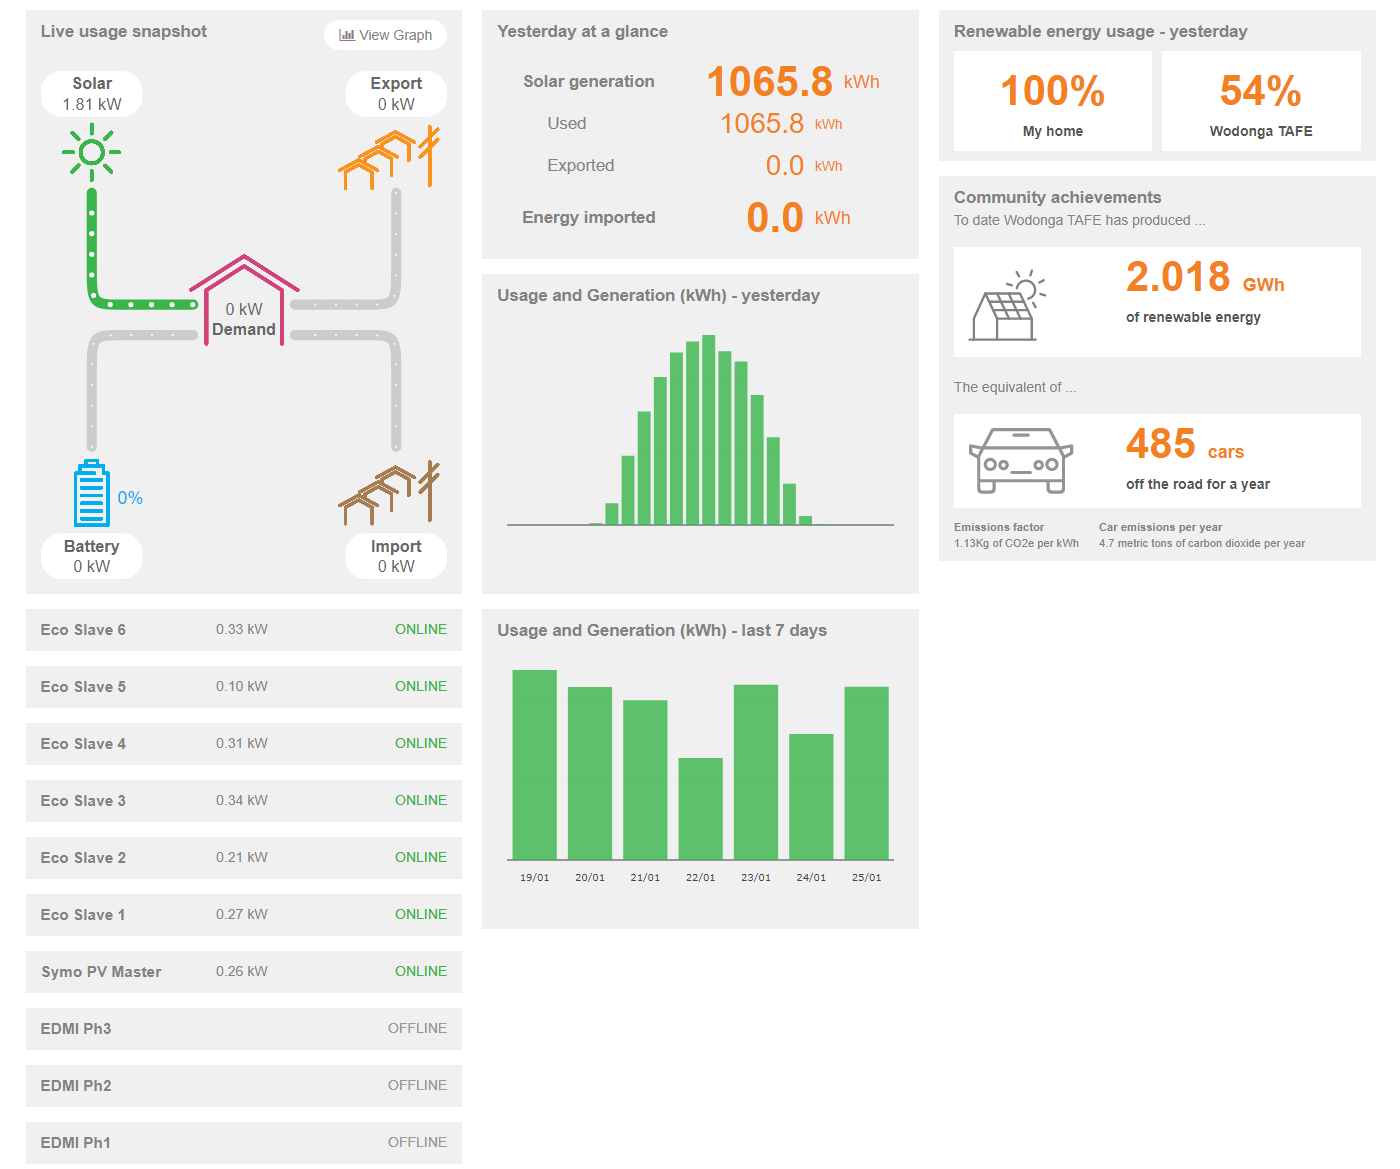 Live usage snapshot
View Graph
Solar
1.81 kW
Export
0 kW
0 kW
Demand
0%
Battery
0 kW
Import
0 kW
Eco Slave 6 0.33 kW ONLINE
Eco Slave 5 0.10 kW ONLINE
Eco Slave 4 0.31 kW ONLINE
Eco Slave 3 0.34 kW ONLINE
Eco Slave 2 0.21 kW ONLINE
Eco Slave 1 0.27 kW ONLINE
Symo PV Master 0.26 kW ONLINE
EDMI Ph3 OFFLINE
EDMI Ph2 OFFLINE
EDMI Ph1 OFFLINE
Yesterday at a glance
Solar generation 1065.8 kWh
Used 1065.8 kWh
Exported 0.0 kWh
Energy imported 0.0 kWh
Usage and Generation (kWh) - yesterday
Usage and Generation (kWh) - last 7 days
19/01 20/01 21/01 22/01 23/01 24/01 25/01
Renewable energy usage - yesterday
100%
My home
54%
Wodonga TAFE
Community achievements
To date Wodonga TAFE has produced ...
2.018 GWh
of renewable energy
The equivalent of ...
485 cars
off the road for a year
Emissions factor
1.13Kg of CO2e per kWh
Car emissions per year
4.7 metric tons of carbon dioxide per year